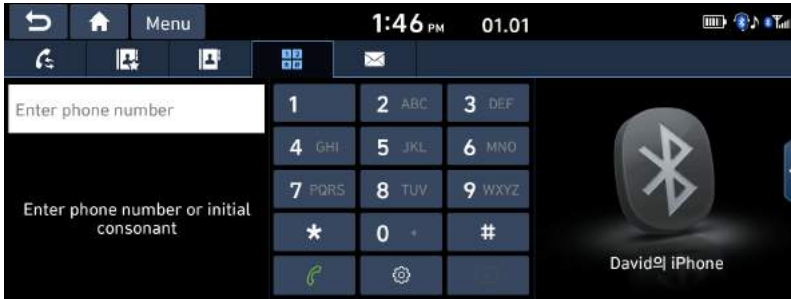 Menu
1:46 PM
01.01
Enter phone number
Enter phone number or initial
consonant
1
2 ABC
3 DEF
4 GHI
5 JKL
6 MNO
7 PQRS
8 TUV
9 WXYZ
*
0 +
#
David의 iPhone